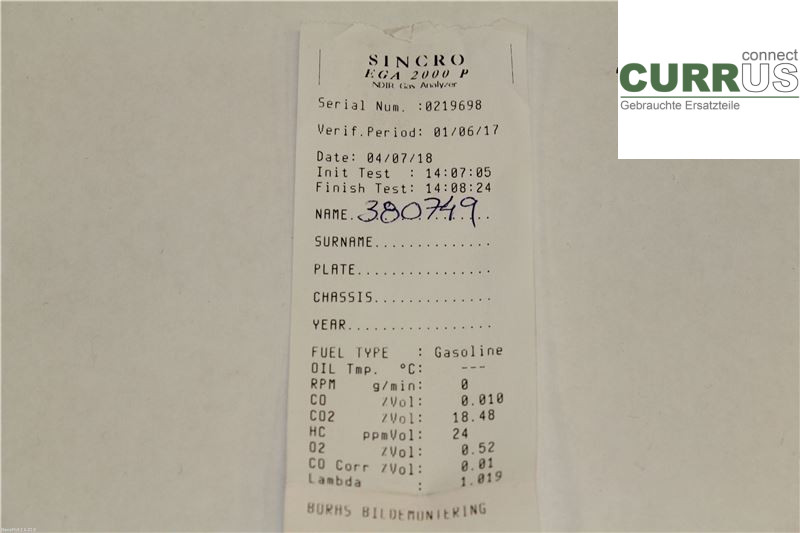 SINCRO
EGA 2000 P
NDIR Gas Analyzer
Serial Num. :0219698
Verif.Period: 01/06/17
Date: 04/07/18
Init Test : 14:07:05
Finish Test: 14:08:24
NAME.380749..
SURNAME..............
PLATE................
CHASSIS..............
YEAR.................
FUEL TYPE : Gasoline
OIL Tmp. °C: ---
RPM g/min: 0
CO %Vol: 0.010
CO2 %Vol: 18.48
HC ppmVol: 24
O2 %Vol: 0.52
CO Corr %Vol: 0.01
Lambda : 1.019
BORAS BILDEMONTERING
connect
CURRUS
Gebrauchte Ersatzteile